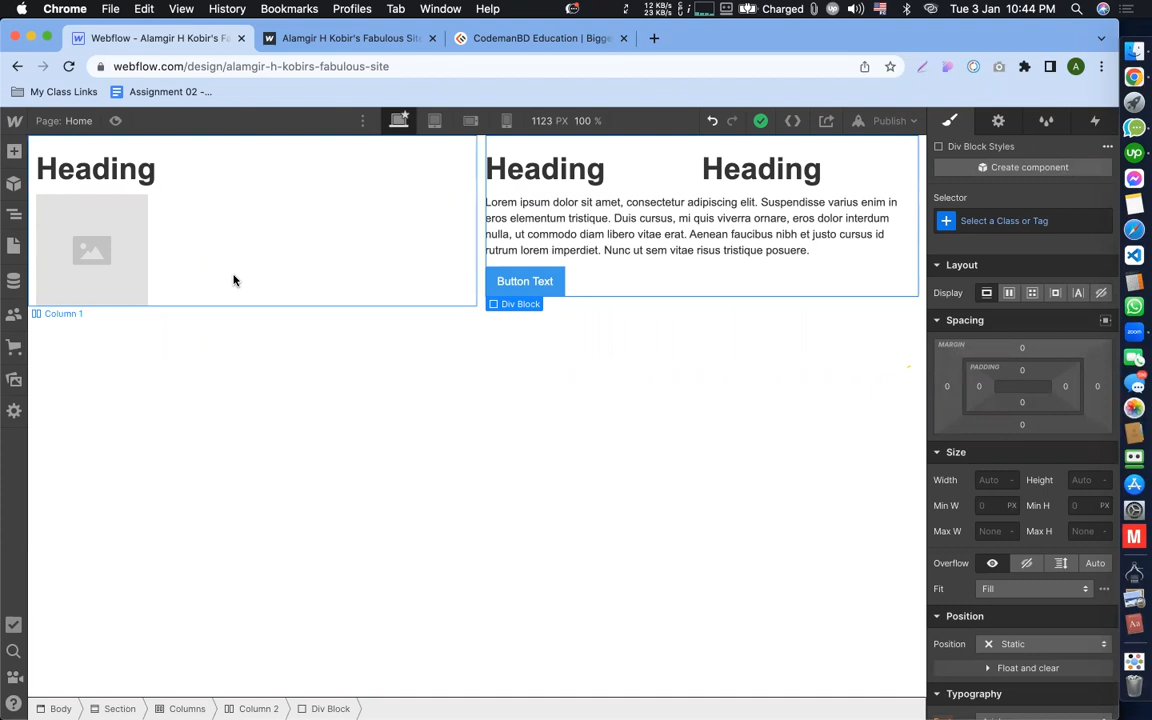 Chrome File Edit View History Bookmarks Profiles Tab Window Help 12 KB/s 23 KB/s Charged Tue 3 Jan 10:44 PM
Webflow - Alamgir H Kobir's Fa Alamgir H Kobir's Fabulous Site CodemanBD Education | Bigge
webflow.com/design/alamgir-h-kobirs-fabulous-site A
My Class Links Assignment 02 -...
Page: Home 1123 PX 100 % Publish
Div Block Styles
Create component
Selector
Select a Class or Tag
Layout
Display
Spacing
MARGIN
0
PADDING
0
0 0 0 0
0
0
Size
Width Auto - Height Auto -
Min W 0 PX Min H 0 PX
Max W None - Max H None -
Overflow Auto
Fit Fill
Position
Position Static
Float and clear
Typography
Heading
Column 1
Heading Heading
Lorem ipsum dolor sit amet, consectetur adipiscing elit. Suspendisse varius enim in
eros elementum tristique. Duis cursus, mi quis viverra ornare, eros dolor interdum
nulla, ut commodo diam libero vitae erat. Aenean faucibus nibh et justo cursus id
rutrum lorem imperdiet. Nunc ut sem vitae risus tristique posuere.
Button Text
Div Block
Body Section Columns Column 2 Div Block